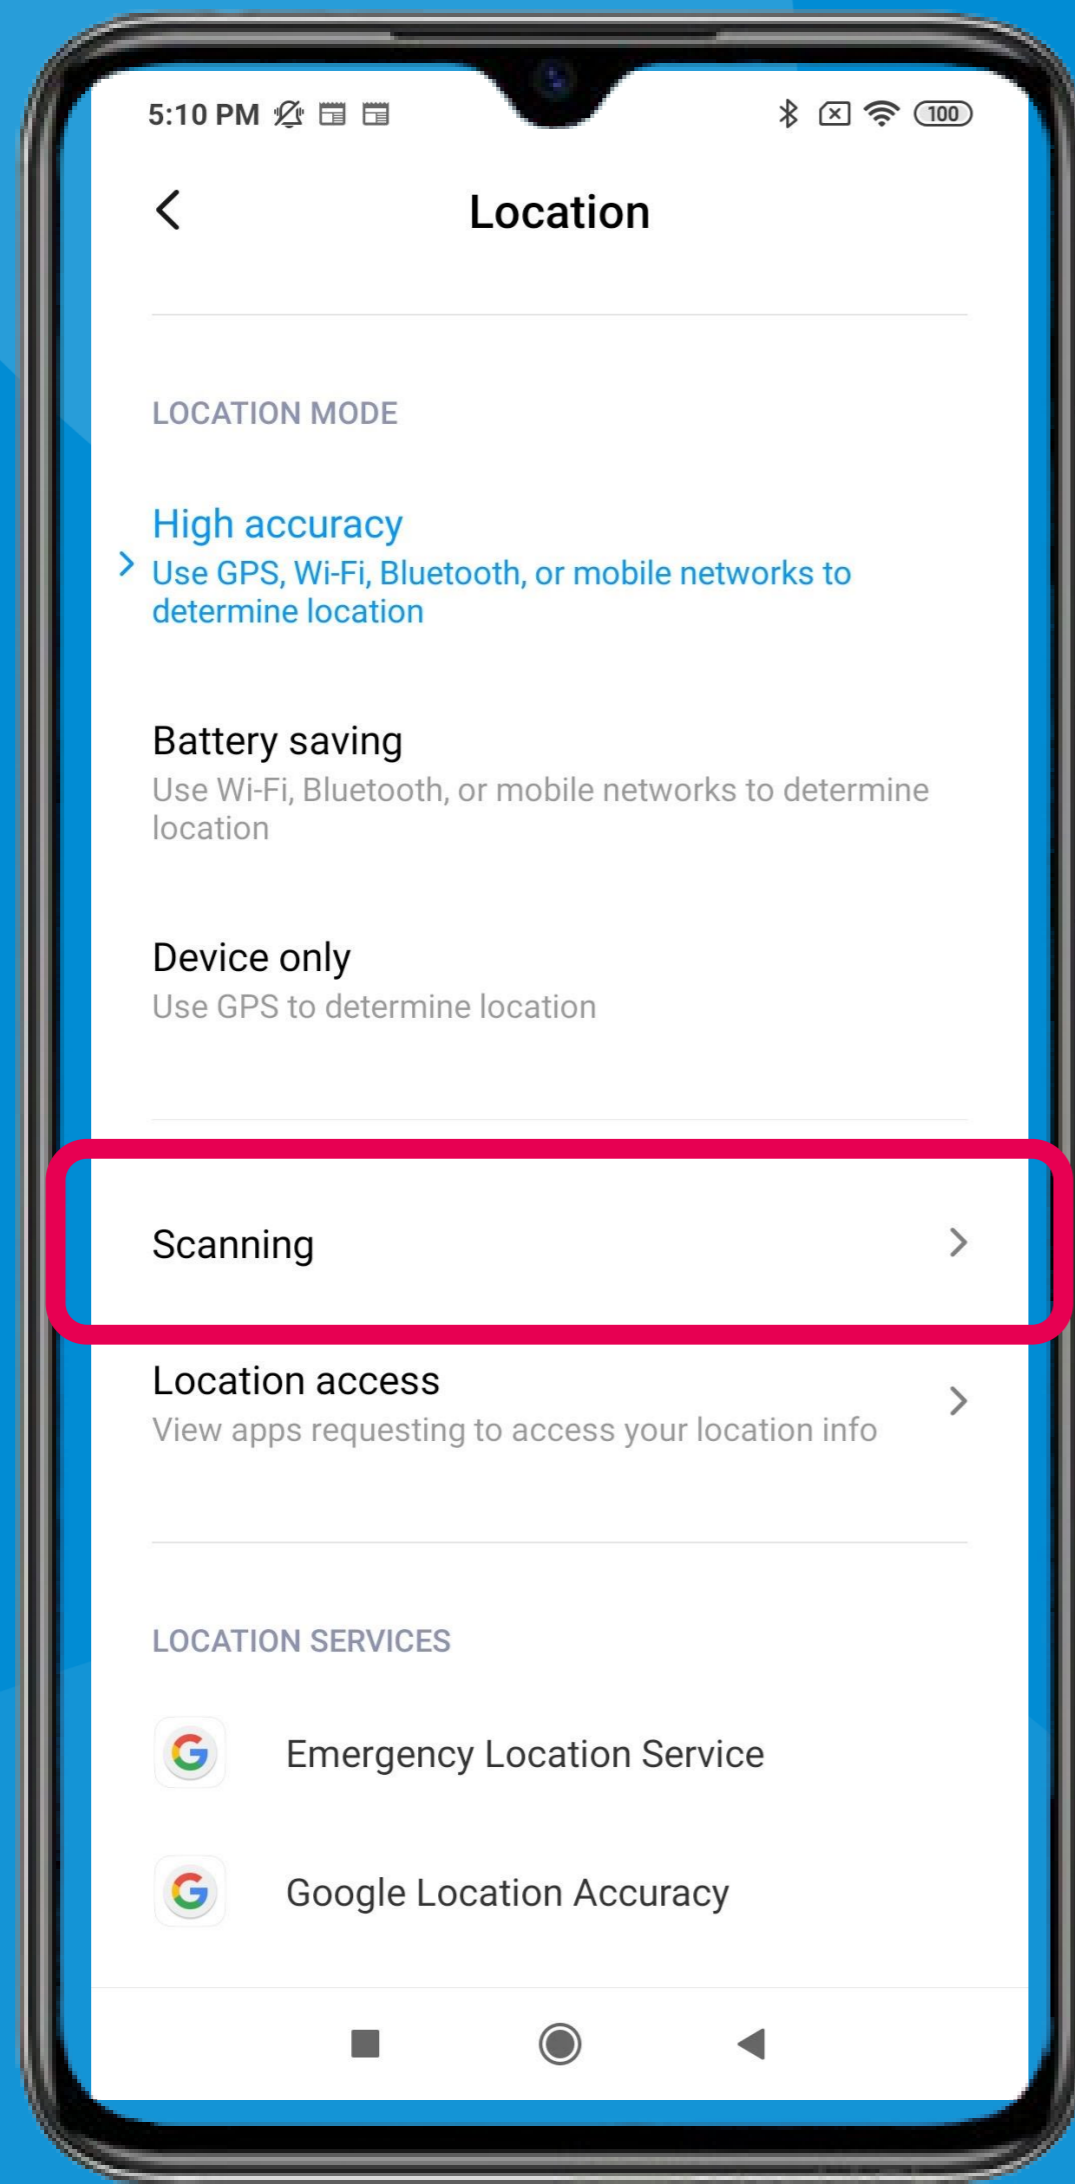 5:10 PM 100
Location
LOCATION MODE
High accuracy
Use GPS, Wi-Fi, Bluetooth, or mobile networks to
determine location
Battery saving
Use Wi-Fi, Bluetooth, or mobile networks to determine
location
Device only
Use GPS to determine location
Scanning
Location access
View apps requesting to access your location info
LOCATION SERVICES
Emergency Location Service
Google Location Accuracy